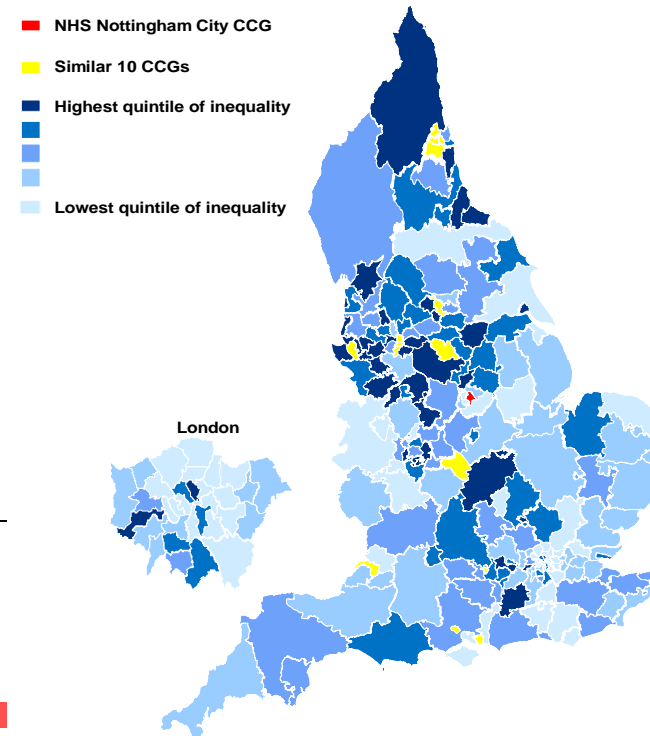 NHS Nottingham City CCG
Similar 10 CCGs
Highest quintile of inequality
Lowest quintile of inequality
London